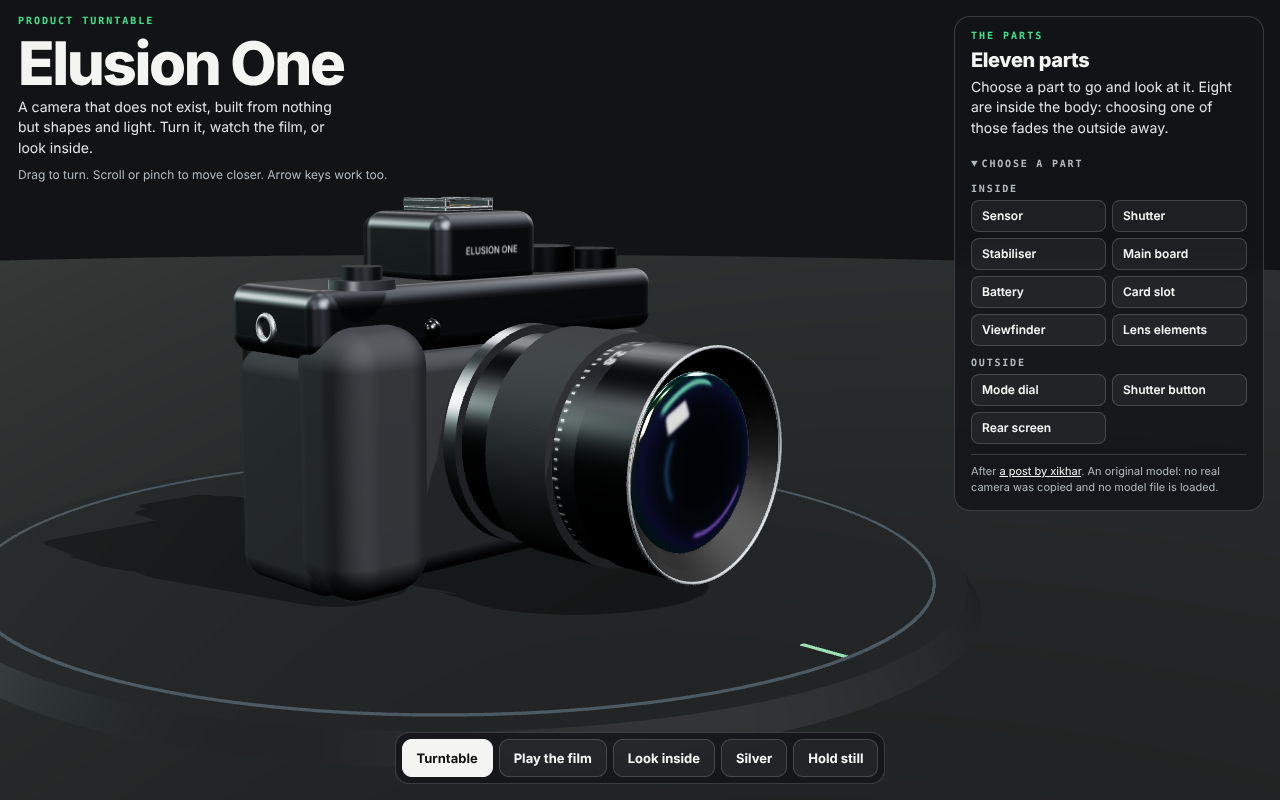 PRODUCT TURNTABLE
Elusion One
A camera that does not exist, built from nothing
but shapes and light. Turn it, watch the film, or
look inside.
Drag to turn. Scroll or pinch to move closer. Arrow keys work too.
ELUSION ONE
THE PARTS
Eleven parts
Choose a part to go and look at it. Eight
are inside the body: choosing one of
those fades the outside away.
▼ CHOOSE A PART
INSIDE
Sensor
Shutter
Stabiliser
Main board
Battery
Card slot
Viewfinder
Lens elements
OUTSIDE
Mode dial
Shutter button
Rear screen
After a post by xikhar. An original model: no real
camera was copied and no model file is loaded.
Turntable
Play the film
Look inside
Silver
Hold still